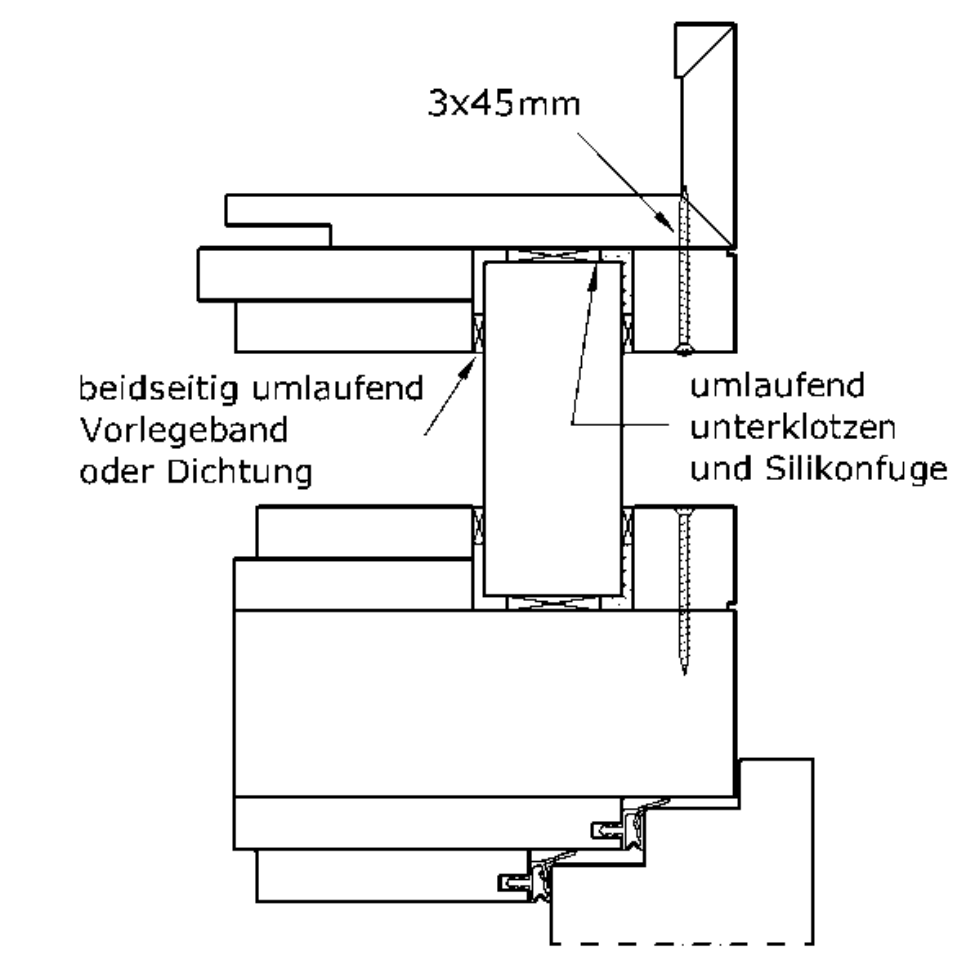 3x45mm
beidseitig umlaufend
Vorlegeband
oder Dichtung
umlaufend
unterklotzen
und Silikonfuge